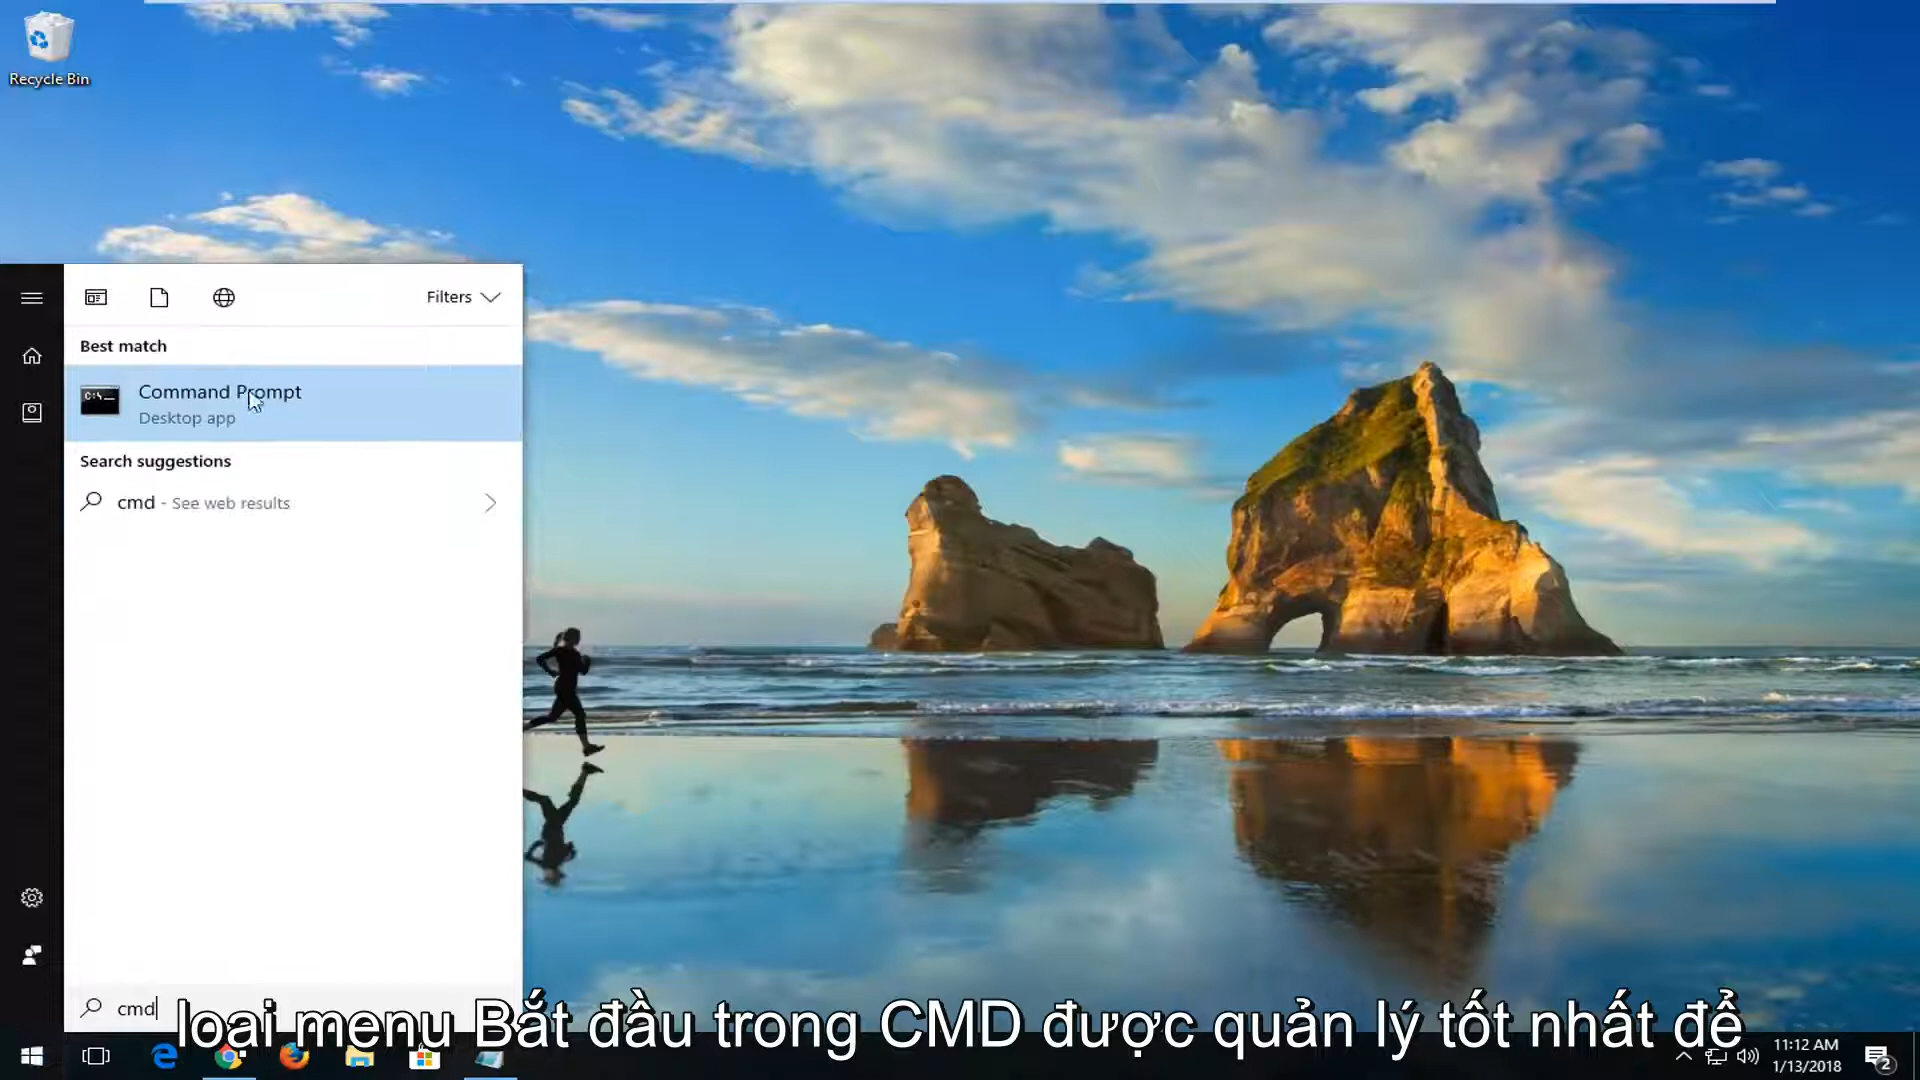 Recycle Bin
Filters
Best match
Command Prompt
Desktop app
Search suggestions
cmd - See web results
cmd
loại menu Bắt đầu trong CMD được quản lý tốt nhất để
11:12 AM
1/13/2018
2